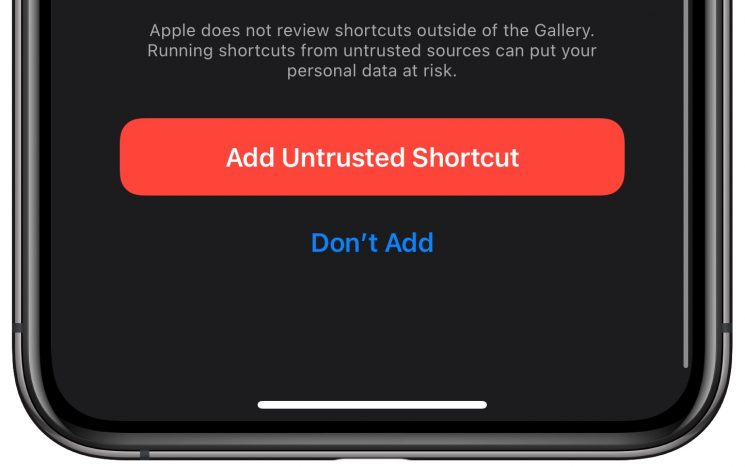 Apple does not review shortcuts outside of the Gallery.
Running shortcuts from untrusted sources can put your
personal data at risk.
Add Untrusted Shortcut
Don’t Add